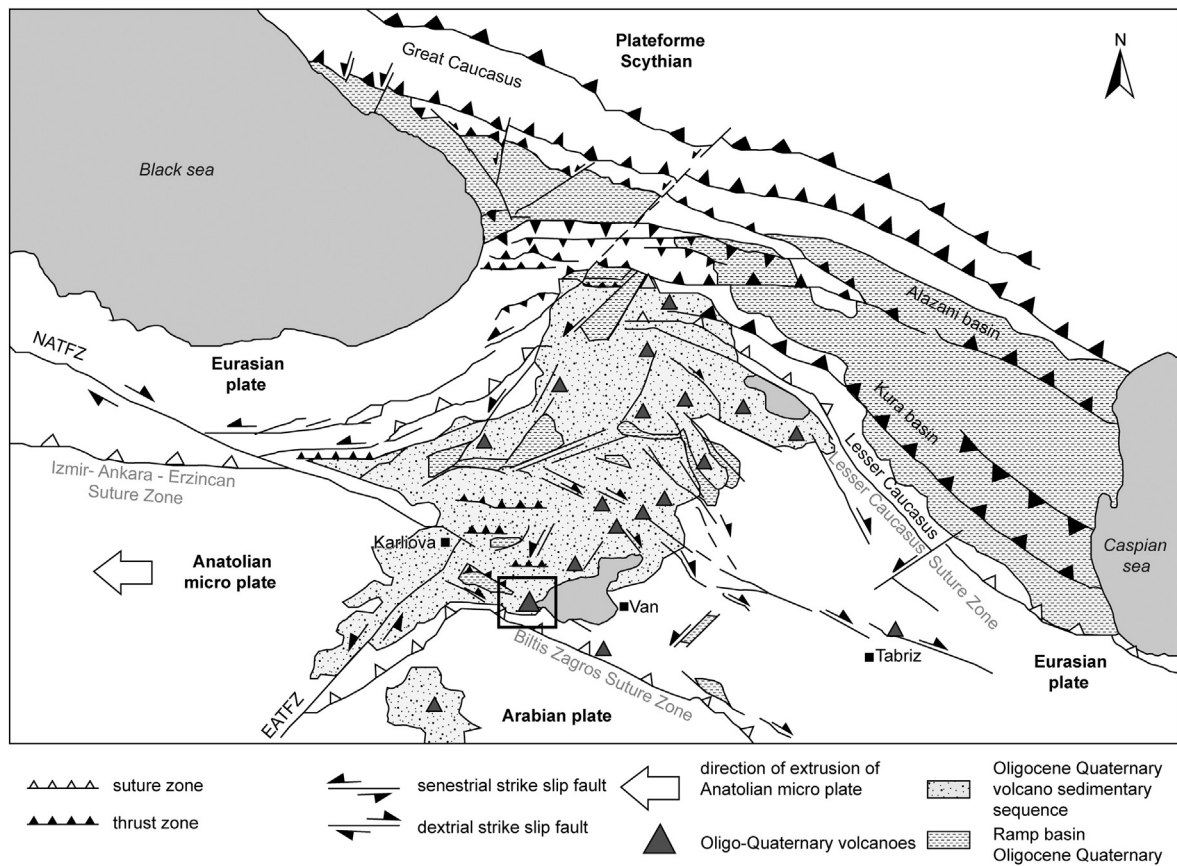 Plateforme
Scythian
N
Great Caucasus
Black sea
Alazani basin
NATFZ
Eurasian
plate
Kura basin
Lesser Caucasus
Lesser Caucasus Suture Zone
Izmir- Ankara - Erzincan
Suture Zone
Karliova
Caspian
sea
Anatolian
micro plate
Van
Biltis Zagros Suture Zone
Tabriz
Eurasian
plate
EATFZ
Arabian plate
suture zone
thrust zone
senestrial strike slip fault
dextrial strike slip fault
direction of extrusion of
Anatolian micro plate
Oligo-Quaternary volcanoes
Oligocene Quaternary
volcano sedimentary
sequence
Ramp basin
Oligocene Quaternary